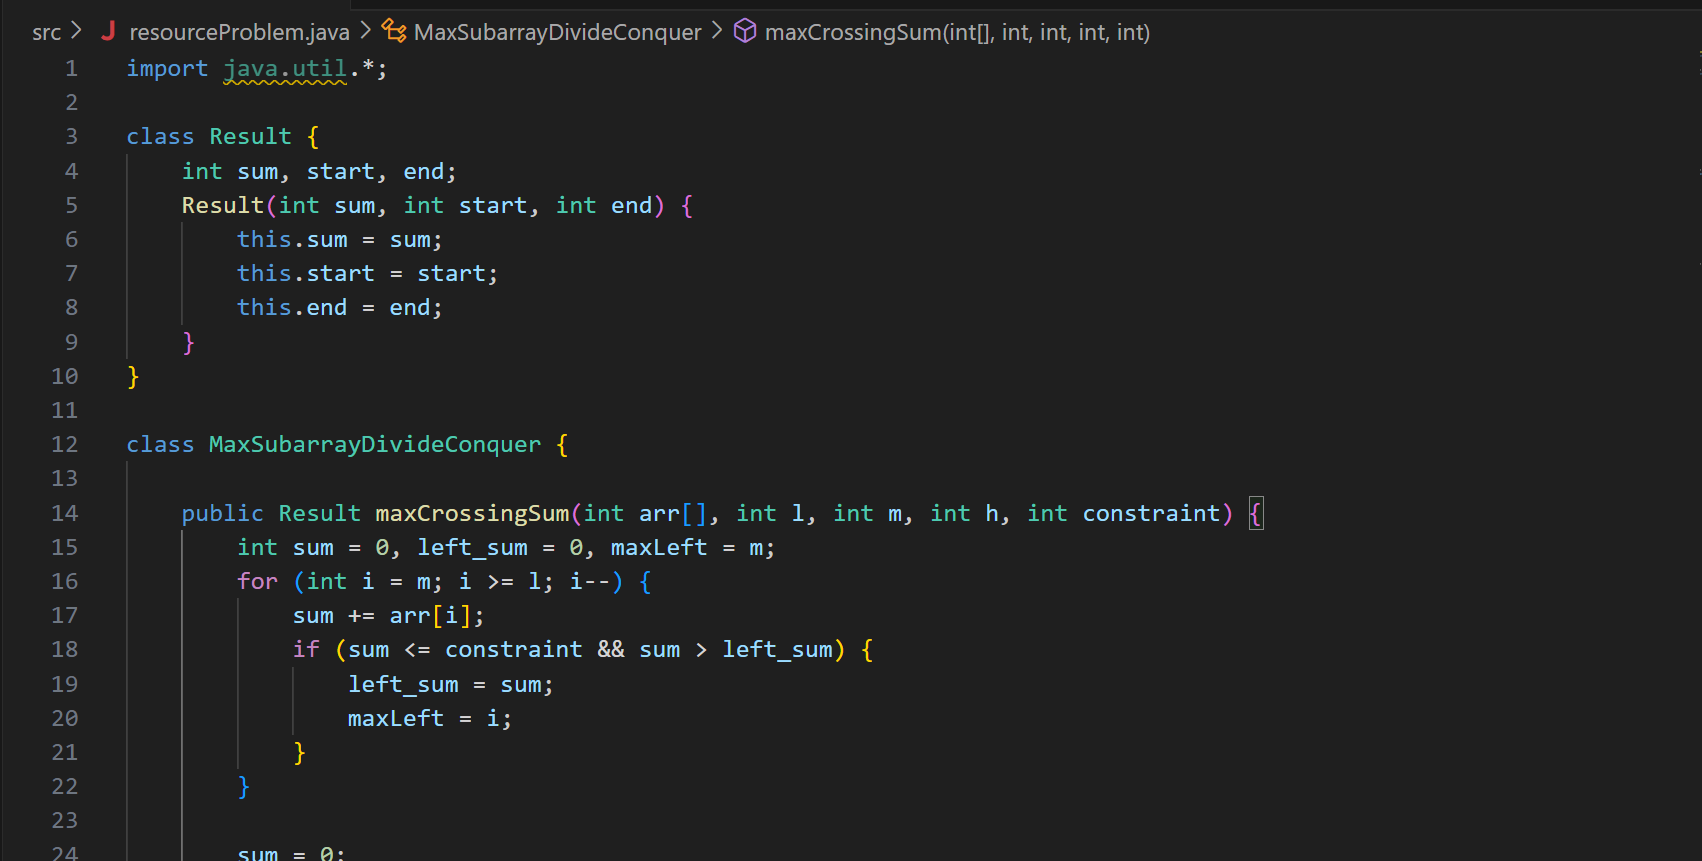 src > resourceProblem.java > MaxSubarrayDivideConquer > maxCrossingSum(int[], int, int, int, int)
1 import java.util.*;
2
3 class Result {
4     int sum, start, end;
5     Result(int sum, int start, int end) {
6         this.sum = sum;
7         this.start = start;
8         this.end = end;
9     }
10 }
11
12 class MaxSubarrayDivideConquer {
13
14     public Result maxCrossingSum(int arr[], int l, int m, int h, int constraint) {
15         int sum = 0, left_sum = 0, maxLeft = m;
16         for (int i = m; i >= l; i--) {
17             sum += arr[i];
18             if (sum <= constraint && sum > left_sum) {
19                 left_sum = sum;
20                 maxLeft = i;
21             }
22         }
23
24         sum = 0;